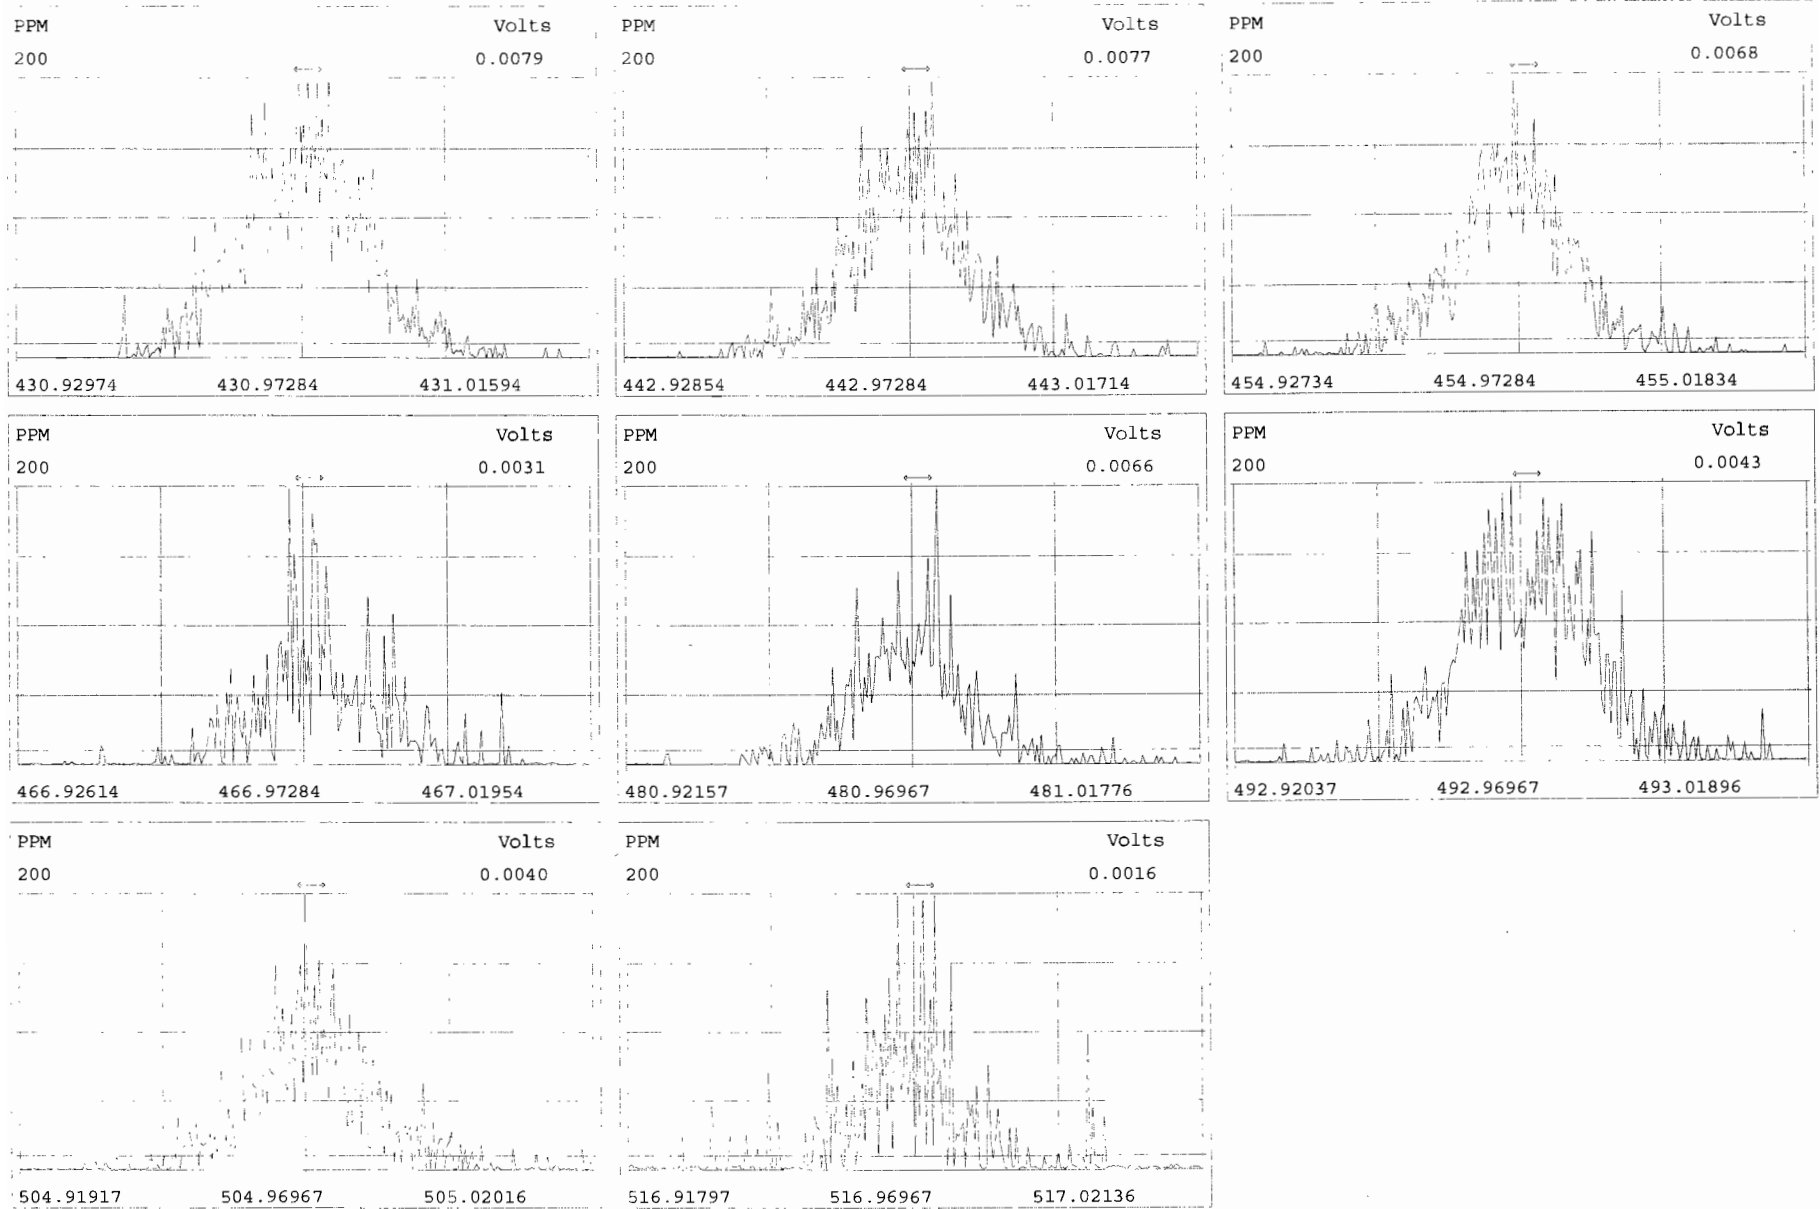 PPM Volts
200 0.0079
430.92974 430.97284 431.01594
PPM Volts
200 0.0077
442.92854 442.97284 443.01714
PPM Volts
200 0.0068
454.92734 454.97284 455.01834
PPM Volts
200 0.0031
466.92614 466.97284 467.01954
PPM Volts
200 0.0066
480.92157 480.96967 481.01776
PPM Volts
200 0.0043
492.92037 492.96967 493.01896
PPM Volts
200 0.0040
504.91917 504.96967 505.02016
PPM Volts
200 0.0016
516.91797 516.96967 517.02136